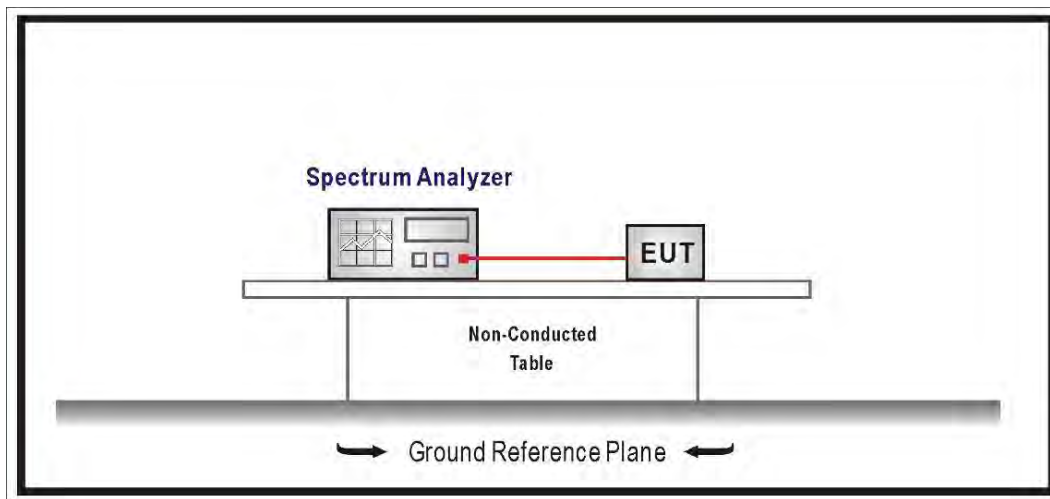 Spectrum Analyzer
EUT
Non-Conducted
Table
Ground Reference Plane